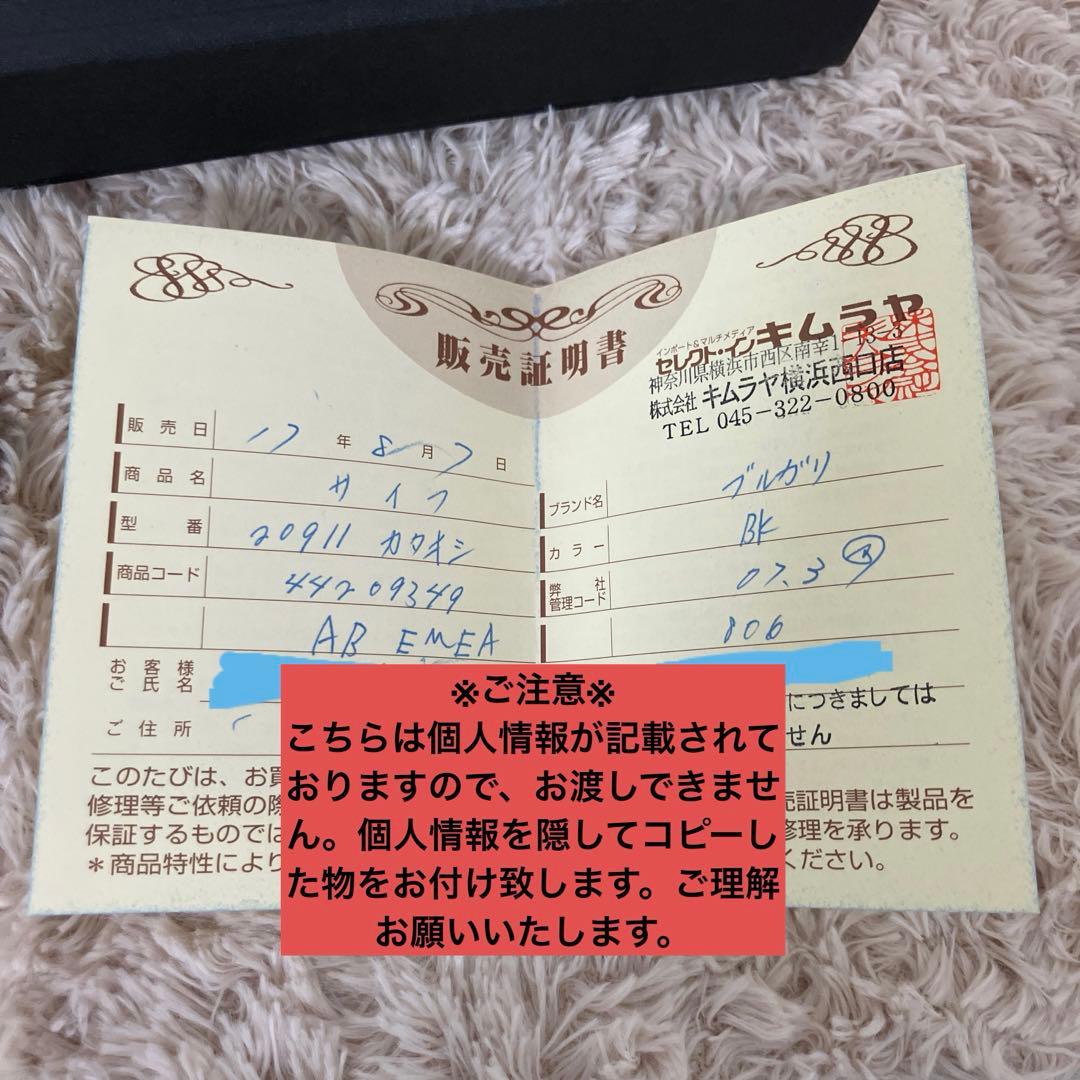 販売証明書
インポート&マルチメディア
セレクト・イン キムラヤ
神奈川県横浜市西区南幸1-13-3
株式会社 キムラヤ横浜西口店
TEL 045-322-0800
販売日 17年8月7日
商品名 サイフ
ブランド名 ブルガリ
型番 20911 カタオシ
カラー BK
商品コード 44209349
弊社管理コード 07.3 R
AB EMEA
806
お客様ご氏名
ご住所
につきましては
せん
このたびは、お買
修理等ご依頼の際
売証明書は製品を
保証するものでは
修理を承ります。
*商品特性により
ください。
※ご注意※
こちらは個人情報が記載されて
おりますので、お渡しできませ
ん。個人情報を隠してコピーし
た物をお付け致します。ご理解
お願いいたします。